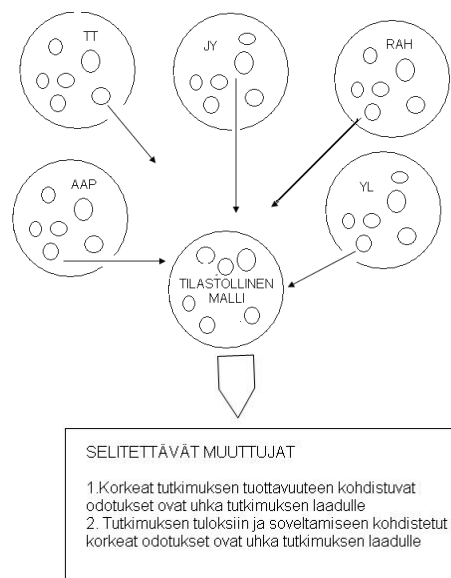 TT
JY
RAH
AAP
YL
TILASTOLLINEN
MALLI
SELITETTÄVÄT MUUTTUJAT
1.Korkeat tutkimuksen tuottavuuteen kohdistuvat
odotukset ovat uhka tutkimuksen laadulle
2. Tutkimuksen tuloksiin ja soveltamiseen kohdistetut
korkeat odotukset ovat uhka tutkimuksen laadulle